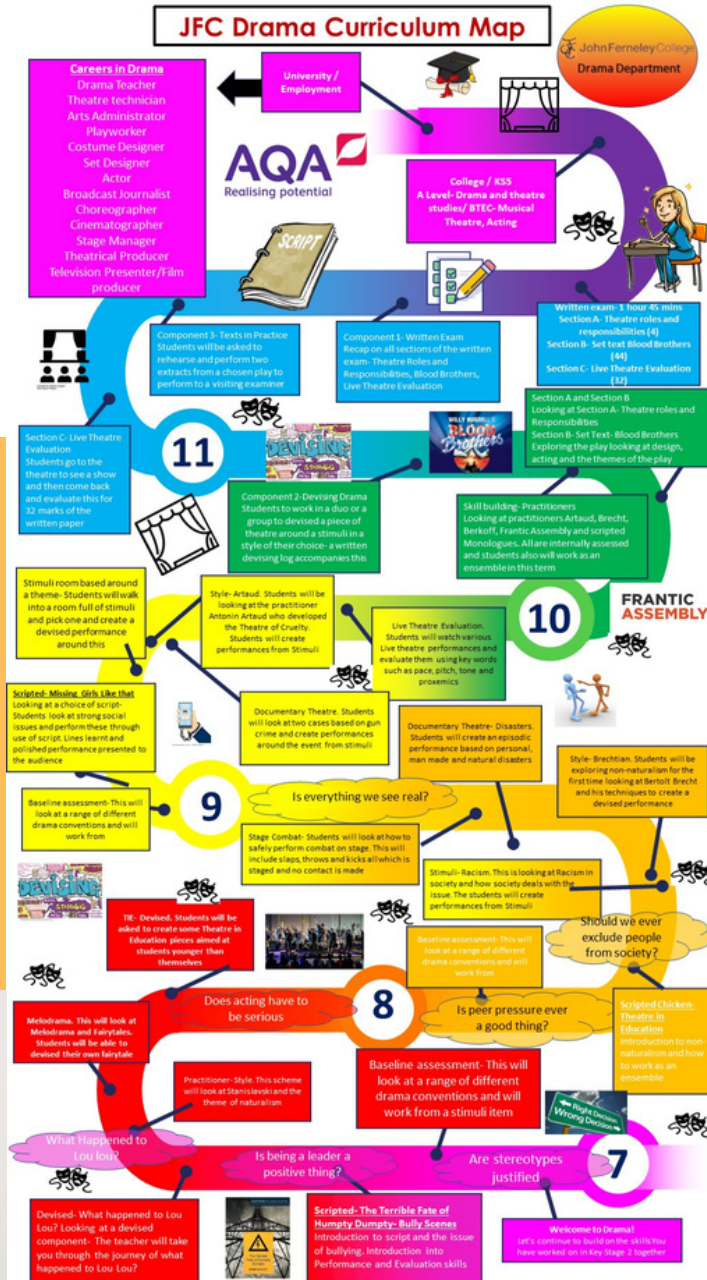 JFC Drama Curriculum Map
John Ferneley College
Drama Department
Careers in Drama
Drama Teacher
Theatre technician
Arts Administrator
Playworker
Costume Designer
Set Designer
Actor
Broadcast Journalist
Choreographer
Cinematographer
Stage Manager
Theatrical Producer
Television Presenter/Film
producer
University /
Employment
AQA
Realising potential
College / KS5
A Level- Drama and theatre
studies/ BTEC- Musical
Theatre, Acting
SCRIPT
Written exam- 1 hour 45 mins
Section A- Theatre roles and
responsibilities (4)
Section B- Set text Blood Brothers
(44)
Section C- Live Theatre Evaluation
(32)
Component 1- Written Exam
Recap on all sections of the written
exam- Theatre Roles and
Responsibilities, Blood Brothers,
Live Theatre Evaluation
Component 3- Texts in Practice
Students will be asked to
rehearse and perform two
extracts from a chosen play to
perform to a visiting examiner
Section C- Live Theatre
Evaluation
Students go to the
theatre to see a show
and then come back
and evaluate this for
32 marks of the
written paper
11
DEVISING
WILLY RUSSELL'S
BLOOD
Brothers
Section A and Section B
Looking at Section A- Theatre roles and
Responsibilities
Section B- Set Text- Blood Brothers
Exploring the play looking at design,
acting and the themes of the play
Component 2-Devising Drama
Students to work in a duo or a
group to devised a piece of
theatre around a stimuli in a
style of their choice- a written
devising log accompanies this
Skill building- Practitioners
Looking at practitioners Artaud, Brecht,
Berkoff, Frantic Assembly and scripted
Monologues. All are internally assessed
and students also will work as an
ensemble in this term
10
FRANTIC
ASSEMBLY
Live Theatre Evaluation.
Students will watch various
Live theatre performances and
evaluate them using key words
such as pace, pitch, tone and
proxemics
Style- Artaud. Students will be
looking at the practitioner
Antonin Artaud who developed
the Theatre of Cruelty.
Students will create
performances from Stimuli
Stimuli room based around
a theme- Students will walk
into a room full of stimuli
and pick one and create a
devised performance
around this
Documentary Theatre. Students
will look at two cases based on gun
crime and create performances
around the event from stimuli
Scripted- Missing Girls Like that
Looking at a choice of script-
Students look at strong social
issues and perform these through
use of script. Lines learnt and
polished performance presented to
the audience
Baseline assessment- This will
look at a range of different
drama conventions and will
work from
9
Is everything we see real?
Documentary Theatre- Disasters.
Students will create an episodic
performance based on personal,
man made and natural disasters
Style- Brechtian. Students will be
exploring non-naturalism for the
first time looking at Bertolt Brecht
and his techniques to create a
devised performance
Stage Combat- Students will look at how to
safely perform combat on stage. This will
include slaps, throws and kicks all which is
staged and no contact is made
Stimuli- Racism. This is looking at Racism in
society and how society deals with the
issue. The students will create
performances from Stimuli
Should we ever
exclude people
from society?
Scripted Chicken-
Theatre in
Education
Introduction to non-
naturalism and how
to work as an
ensemble
Baseline assessment- This will
look at a range of different
drama conventions and will
work from
Is peer pressure ever
a good thing?
8
Does acting have to
be serious
DEVISING
TIE- Devised. Students will be
asked to create some Theatre in
Education pieces aimed at
students younger than
themselves
Melodrama. This will look at
Melodrama and Fairytales.
Students will be able to
devised their own fairytale
Practitioner- Style. This scheme
will look at Stanislavski and the
theme of naturalism
Baseline assessment- This will
look at a range of different
drama conventions and will
work from a stimuli item
Right Decision
Wrong Decision
What Happened to
Lou lou?
Is being a leader a
positive thing?
Are stereotypes
justified
7
Devised- What happened to Lou
Lou? Looking at a devised
component- The teacher will take
you through the journey of what
happened to Lou Lou?
Scripted- The Terrible Fate of
Humpty Dumpty- Bully Scenes
Introduction to script and the issue
of bullying. Introduction into
Performance and Evaluation skills
Welcome to Drama!
Let's continue to build on the skills You
have worked on in Key Stage 2 together